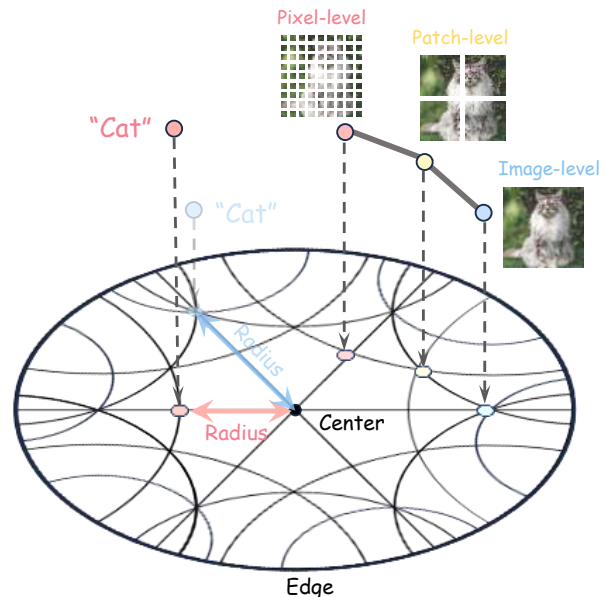 Pixel-level
Patch-level
“Cat”
Image-level
“Cat”
Radius
Radius
Center
Edge